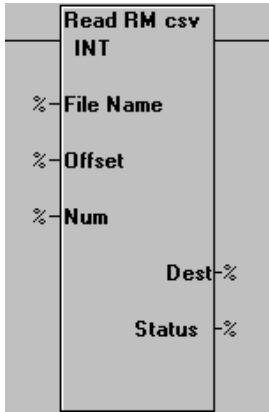 Read RM csv
INT
%File Name
%Offset
%Num
Dest%
Status %